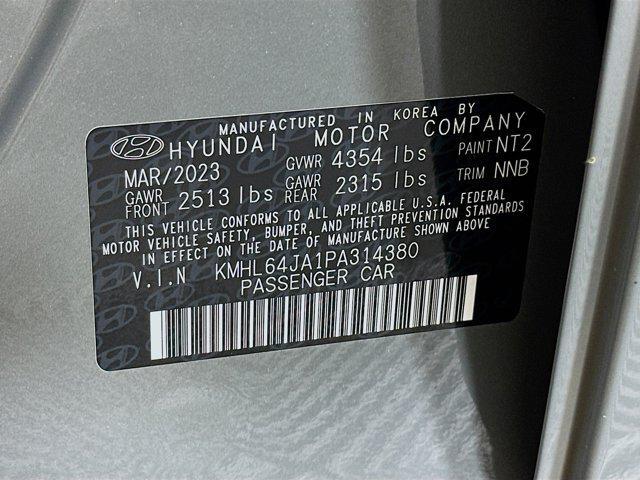 MANUFACTURED IN KOREA BY
HYUNDAI MOTOR COMPANY
MAR/2023 GVWR 4354 lbs PAINT NT2
GAWR FRONT 2513 lbs GAWR REAR 2315 lbs TRIM NNB
THIS VEHICLE CONFORMS TO ALL APPLICABLE U.S.A. FEDERAL
MOTOR VEHICLE SAFETY, BUMPER, AND THEFT PREVENTION STANDARDS
IN EFFECT ON THE DATE OF MANUFACTURE SHOWN ABOVE
V.I.N KMHL64JA1PA314380
PASSENGER CAR